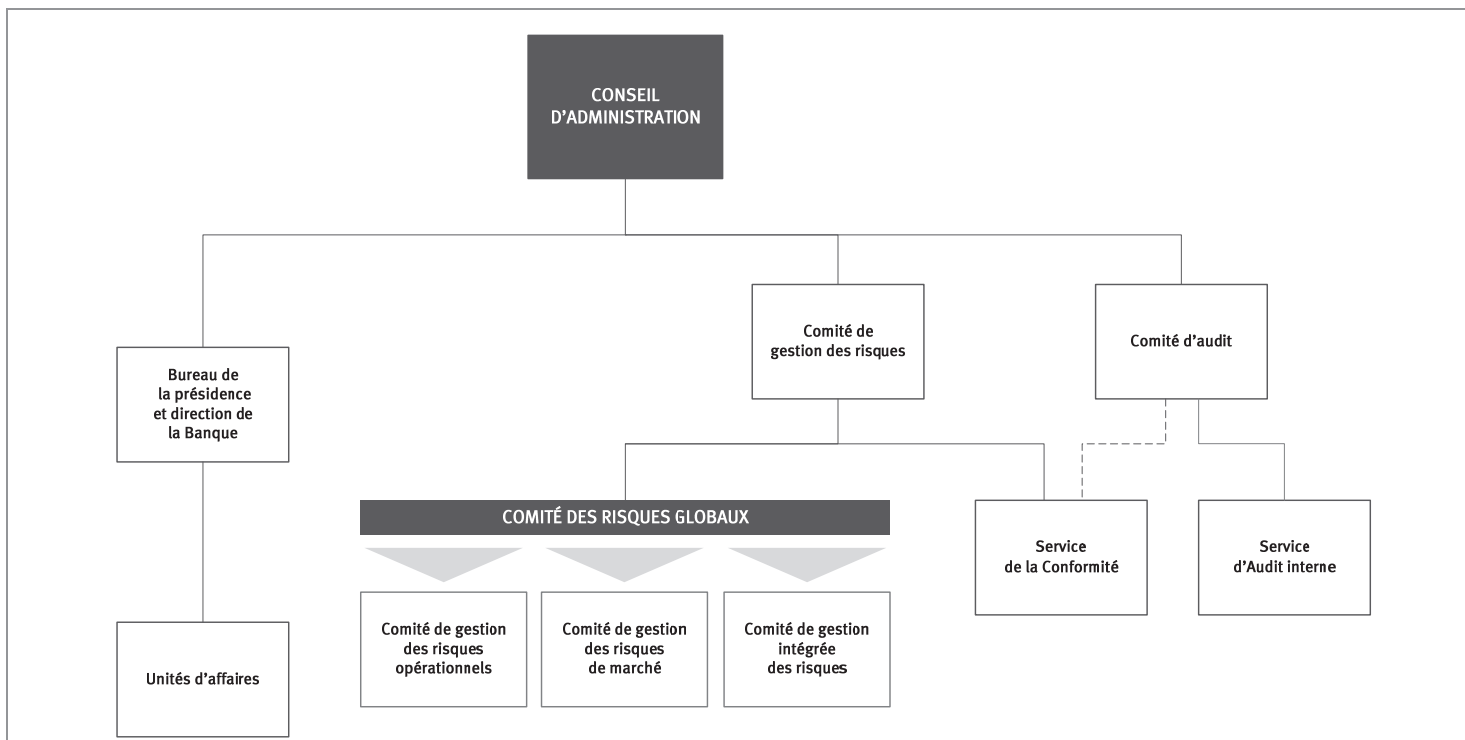 CONSEIL
D’ADMINISTRATION
Comité de
gestion des risques
Comité d’audit
Bureau de
la présidence
et direction de
la Banque
COMITÉ DES RISQUES GLOBAUX
Service
de la Conformité
Service
d’Audit interne
Comité de gestion
des risques
opérationnels
Comité de gestion
des risques
de marché
Comité de gestion
intégrée
des risques
Unités d’affaires